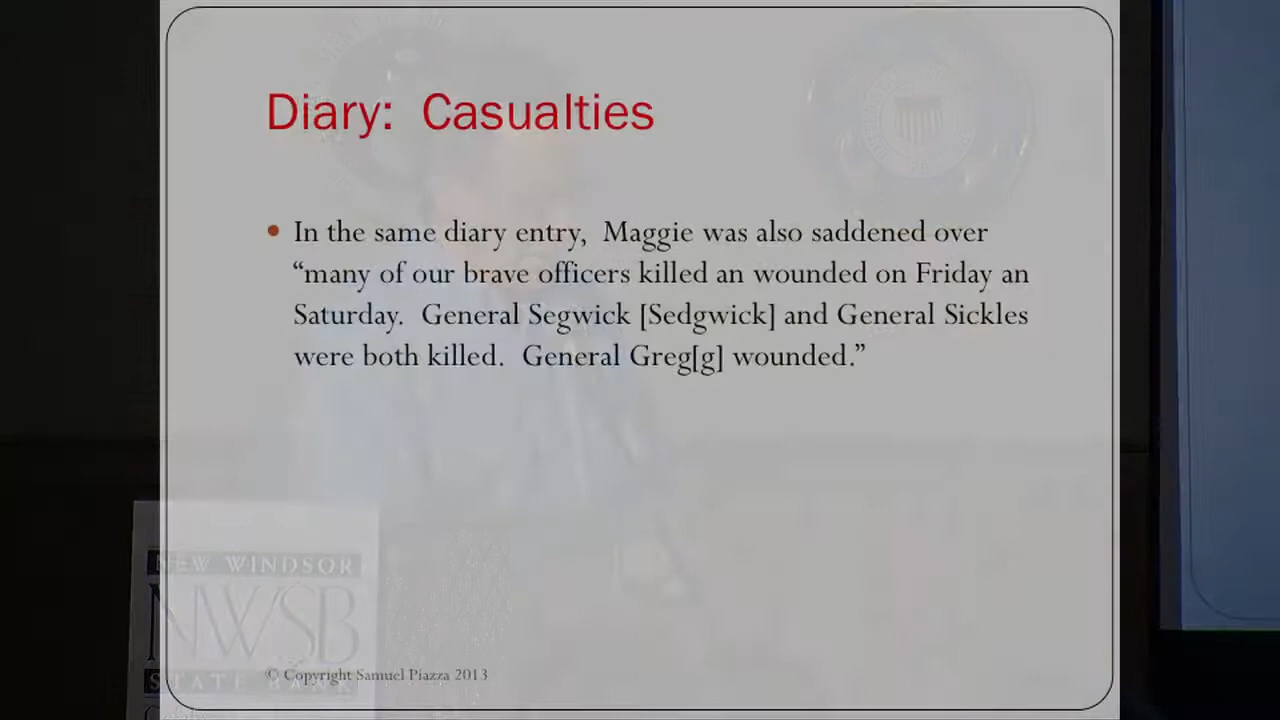 Diary: Casualties
• In the same diary entry, Maggie was also saddened over
“many of our brave officers killed an wounded on Friday an
Saturday. General Segwick [Sedgwick] and General Sickles
were both killed. General Greg[g] wounded.”
NEW WINDSOR
NWSB
STATE BANK
© Copyright Samuel Piazza 2013